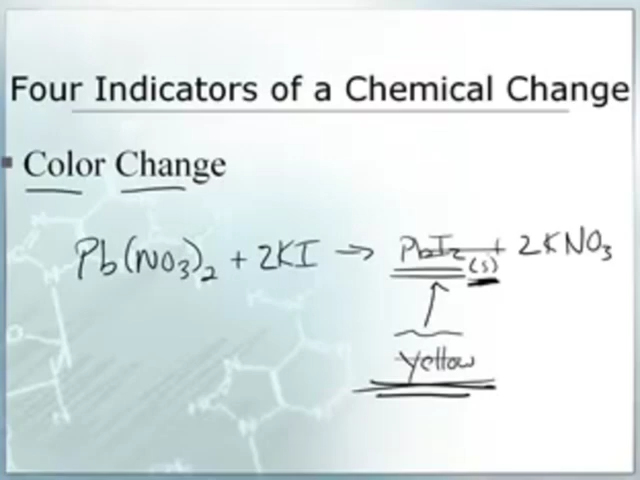 Four Indicators of a Chemical Change
Color Change
Pb(NO3)2 + 2KI → PbI2(s) + 2KNO3
yellow